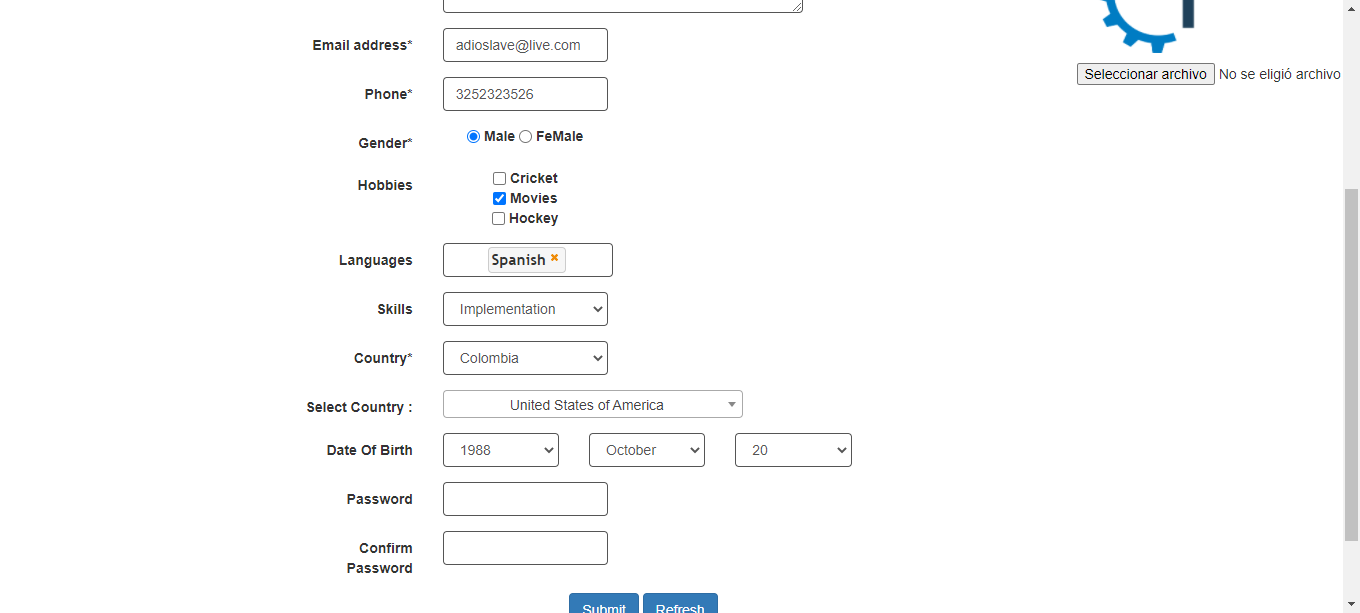 Email address* adioslave@live.com
Seleccionar archivo No se eligió archivo
Phone* 3252323526
Gender* Male FeMale
Hobbies Cricket
Movies
Hockey
Languages Spanish
Skills Implementation
Country* Colombia
Select Country : United States of America
Date Of Birth 1988 October 20
Password
Confirm
Password
Submit Refresh